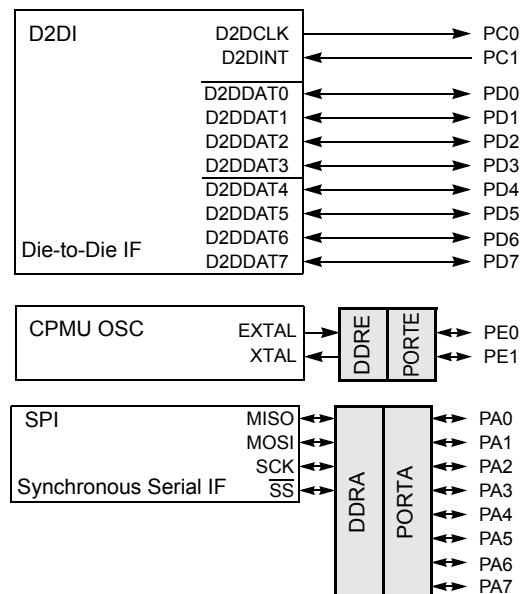 D2DI D2DCLK PC0
D2DINT PC1
D2DDAT0 PD0
D2DDAT1 PD1
D2DDAT2 PD2
D2DDAT3 PD3
D2DDAT4 PD4
D2DDAT5 PD5
D2DDAT6 PD6
Die-to-Die IF D2DDAT7 PD7
CPMU OSC EXTAL DDRE PORTE PE0
XTAL PE1
SPI MISO PA0
MOSI PA1
SCK PA2
Synchronous Serial IF SS DDRA PORTA PA3
PA4
PA5
PA6
PA7